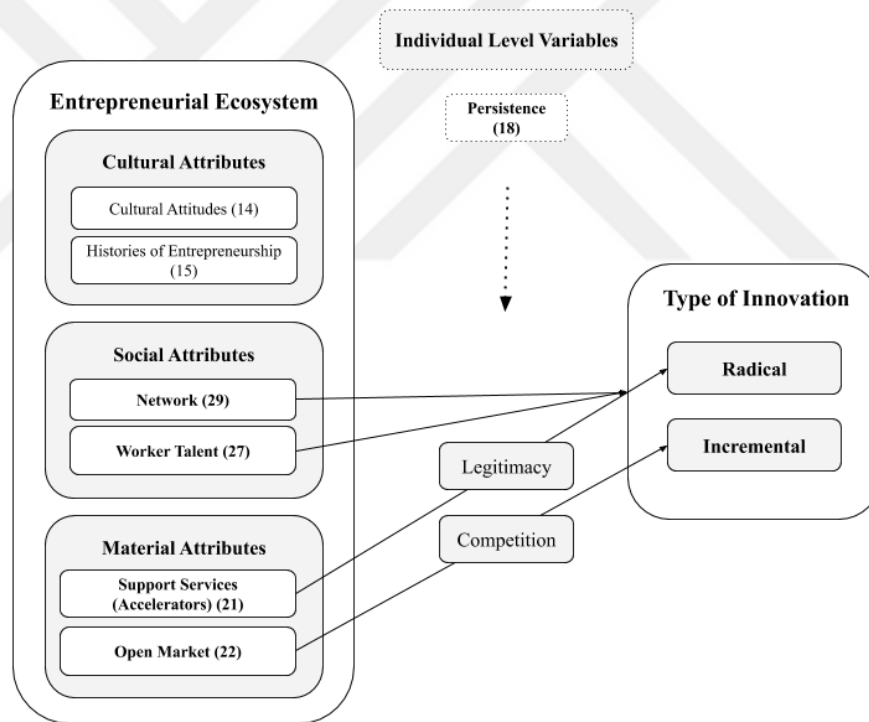 Individual Level Variables
Persistence
(18)
Entrepreneurial Ecosystem
Cultural Attributes
Cultural Attitudes (14)
Histories of Entrepreneurship
(15)
Social Attributes
Network (29)
Worker Talent (27)
Material Attributes
Support Services
(Accelerators) (21)
Open Market (22)
Legitimacy
Competition
Type of Innovation
Radical
Incremental